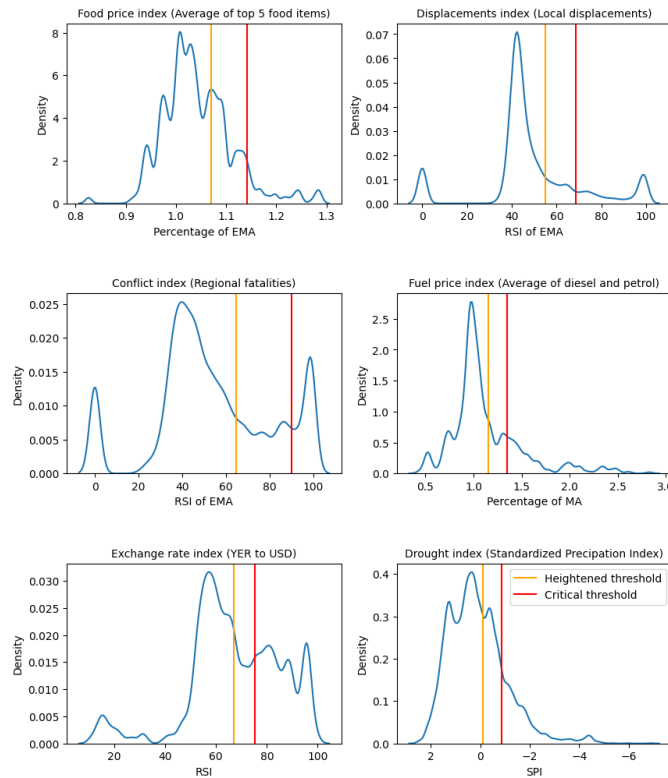 Food price index (Average of top 5 food items)
8
6
4
2
0
Density
0.8 0.9 1.0 1.1 1.2 1.3
Percentage of EMA
Displacements index (Local displacements)
0.07
0.06
0.05
0.04
0.03
0.02
0.01
0.00
Density
0 20 40 60 80 100
RSI of EMA
Conflict index (Regional fatalities)
0.025
0.020
0.015
0.010
0.005
0.000
Density
0 20 40 60 80 100
RSI of EMA
Fuel price index (Average of diesel and petrol)
2.5
2.0
1.5
1.0
0.5
0.0
Density
0.5 1.0 1.5 2.0 2.5 3.0
Percentage of MA
Exchange rate index (YER to USD)
0.030
0.025
0.020
0.015
0.010
0.005
0.000
Density
20 40 60 80 100
RSI
Drought index (Standardized Precipation Index)
Heightened threshold
Critical threshold
0.4
0.3
0.2
0.1
0.0
Density
2 0 −2 −4 −6
SPI